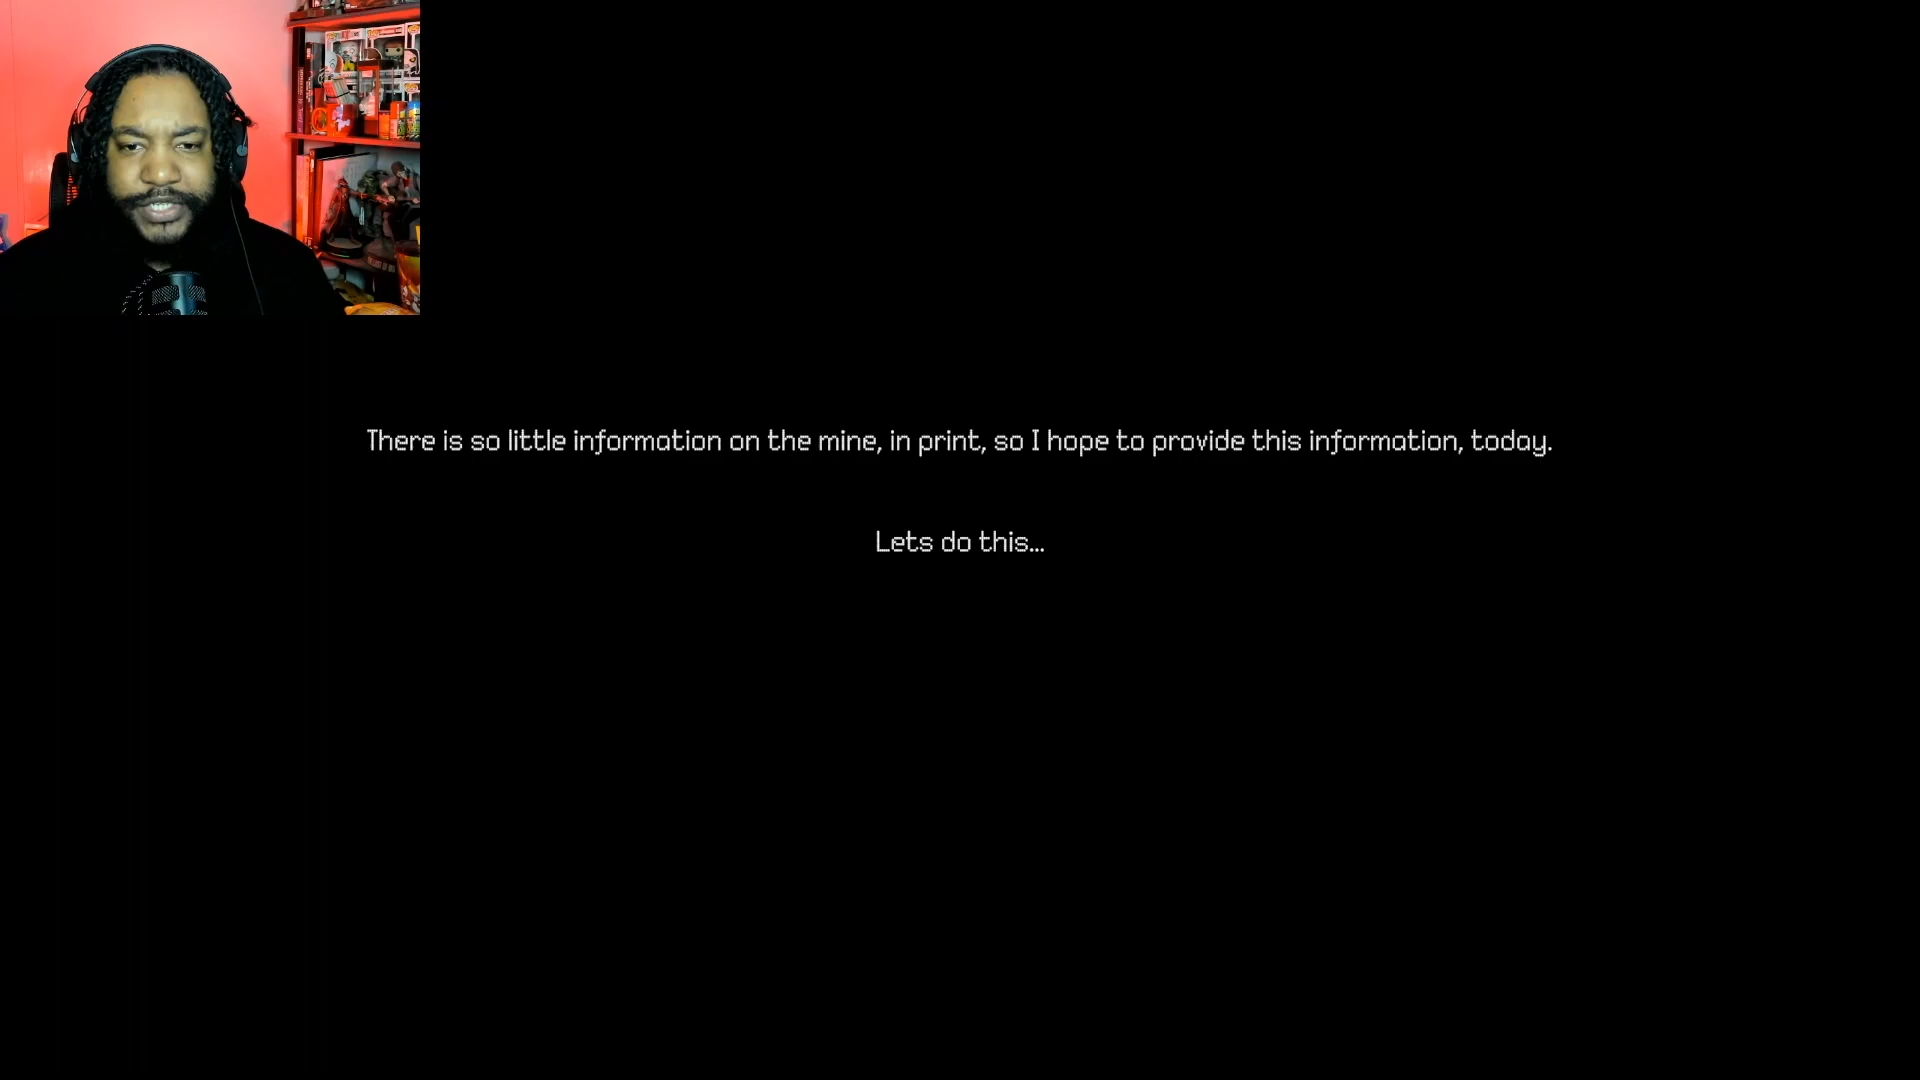 There is so little information on the mine, in print, so I hope to provide this information, today.
Lets do this...